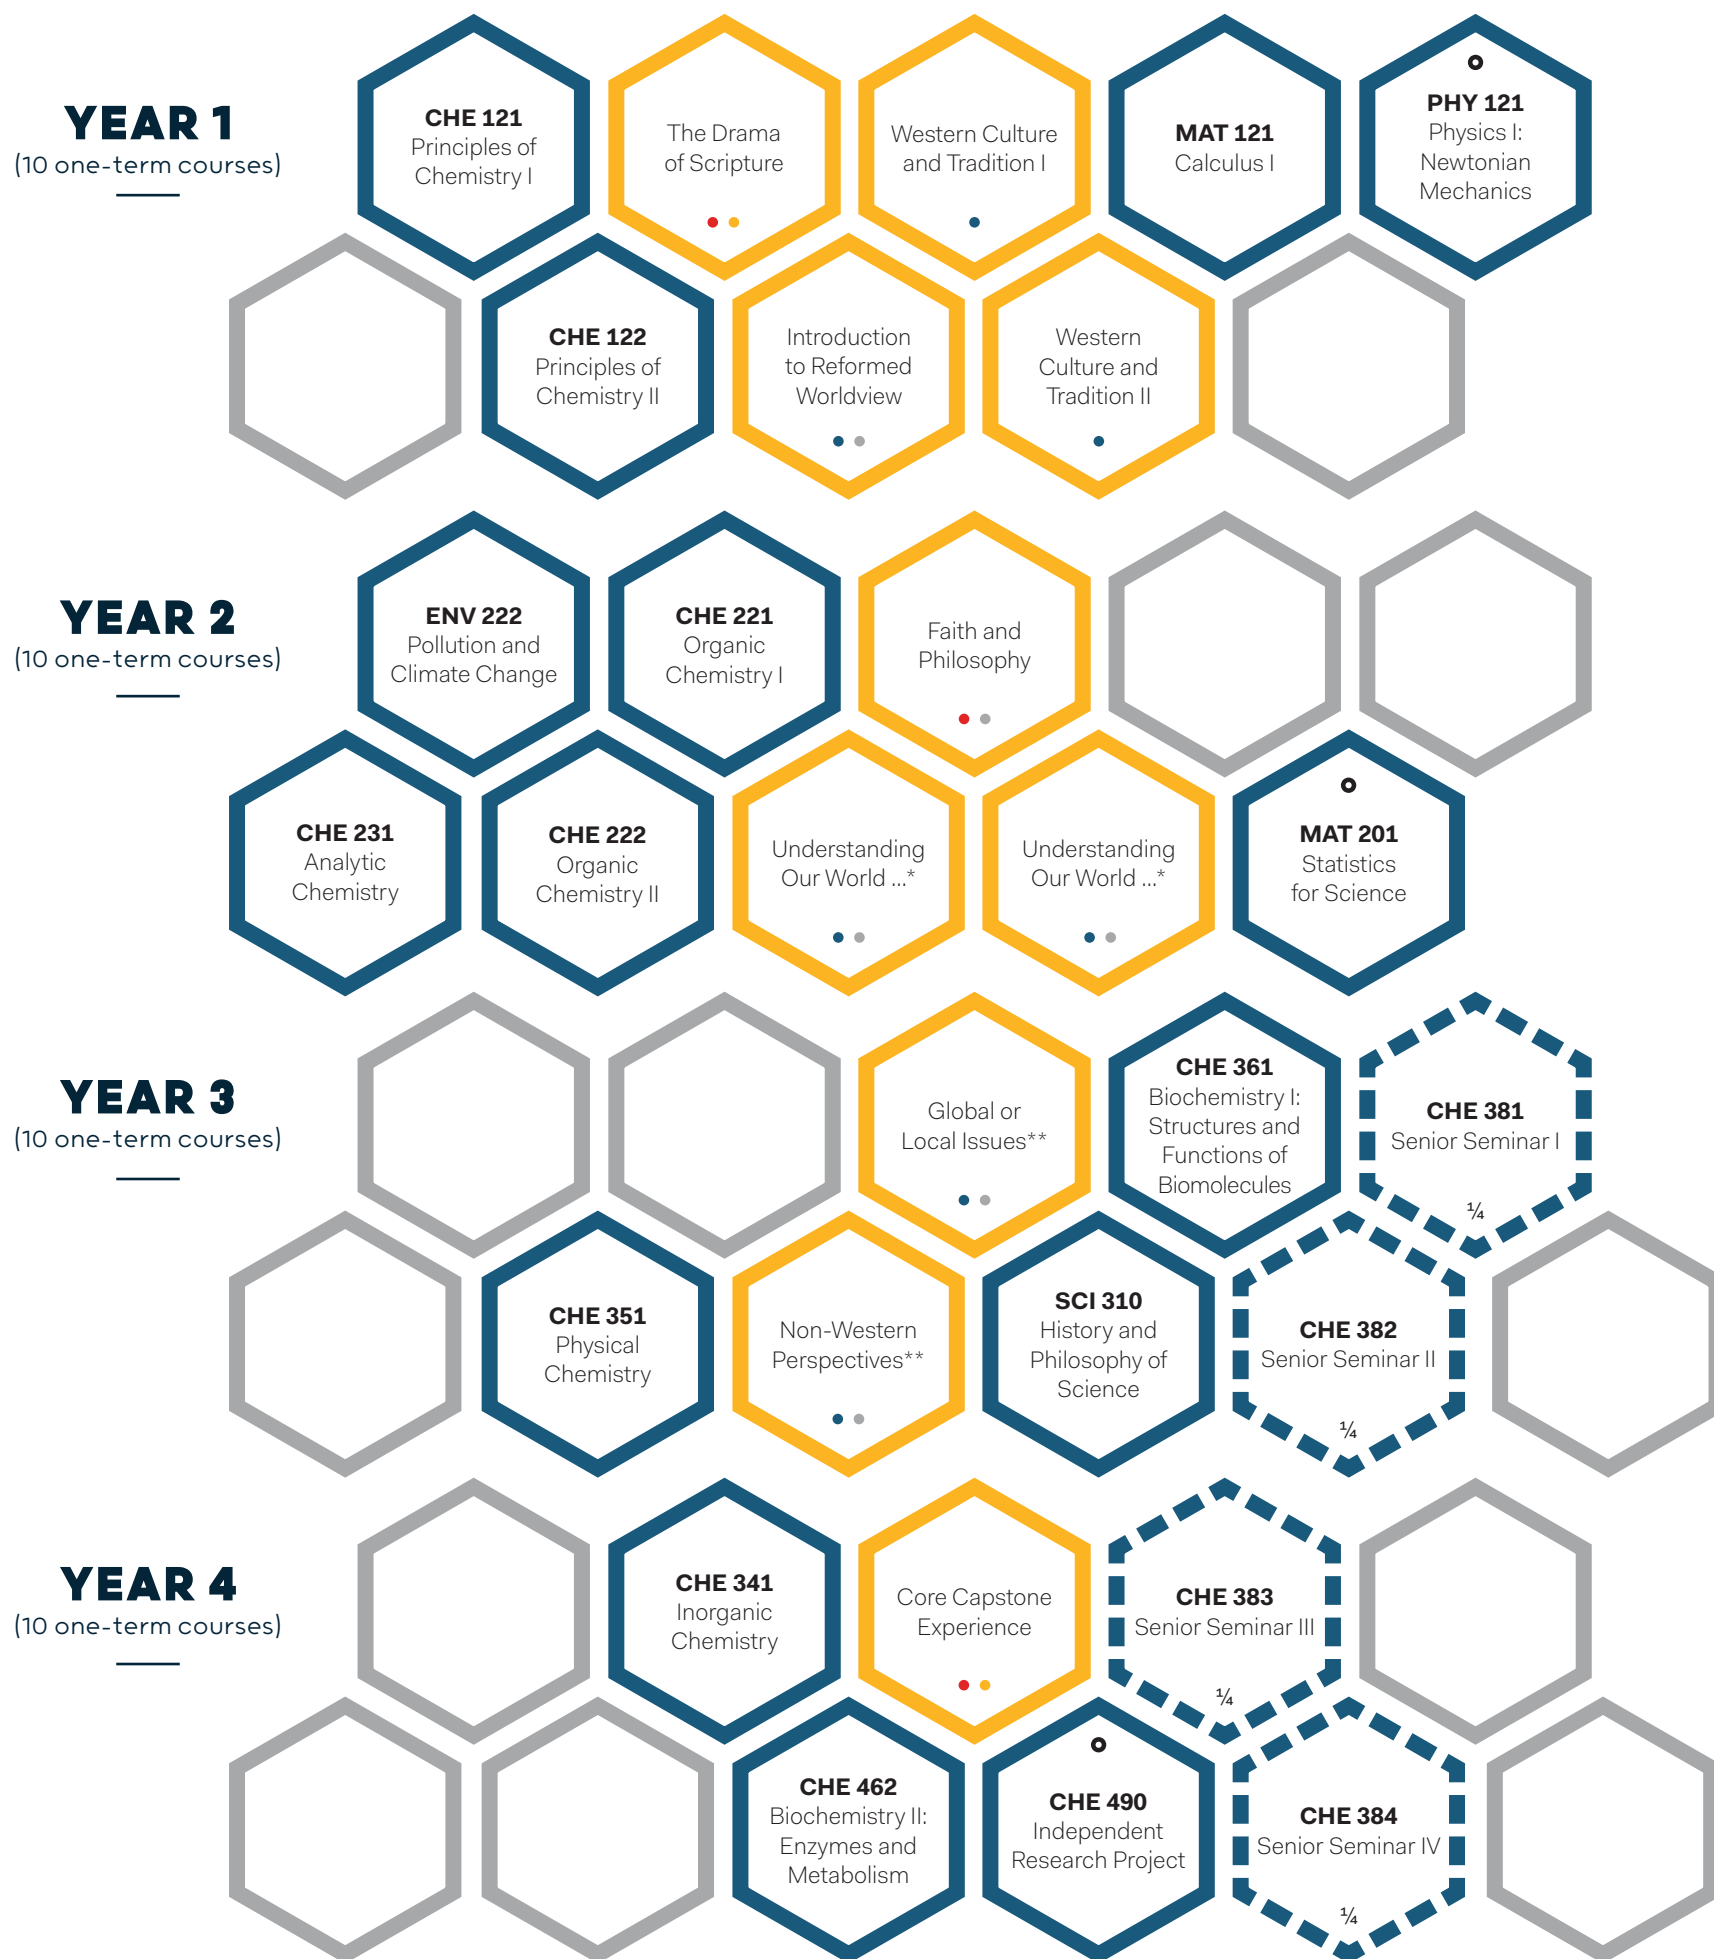 YEAR 1
(10 one-term courses)
CHE 121
Principles of
Chemistry I
The Drama
of Scripture
Western Culture
and Tradition I
MAT 121
Calculus I
PHY 121
Physics I:
Newtonian
Mechanics
CHE 122
Principles of
Chemistry II
Introduction
to Reformed
Worldview
Western
Culture and
Tradition II
YEAR 2
(10 one-term courses)
ENV 222
Pollution and
Climate Change
CHE 221
Organic
Chemistry I
Faith and
Philosophy
CHE 231
Analytic
Chemistry
CHE 222
Organic
Chemistry II
Understanding
Our World ...*
Understanding
Our World ...*
MAT 201
Statistics
for Science
YEAR 3
(10 one-term courses)
Global or
Local Issues**
CHE 361
Biochemistry I:
Structures and
Functions of
Biomolecules
CHE 381
Senior Seminar I
¼
CHE 351
Physical
Chemistry
Non-Western
Perspectives**
SCI 310
History and
Philosophy of
Science
CHE 382
Senior Seminar II
¼
YEAR 4
(10 one-term courses)
CHE 341
Inorganic
Chemistry
Core Capstone
Experience
CHE 383
Senior Seminar III
¼
CHE 462
Biochemistry II:
Enzymes and
Metabolism
CHE 490
Independent
Research Project
CHE 384
Senior Seminar IV
¼